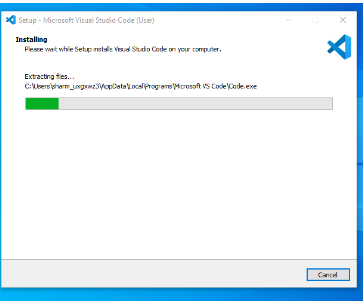 Setup - Microsoft Visual Studio Code (User)
Installing
Please wait while Setup installs Visual Studio Code on your computer.
Extracting files...
C:\Users\sharm_uxgxwz3\AppData\Local\Programs\Microsoft VS Code\Code.exe
Cancel